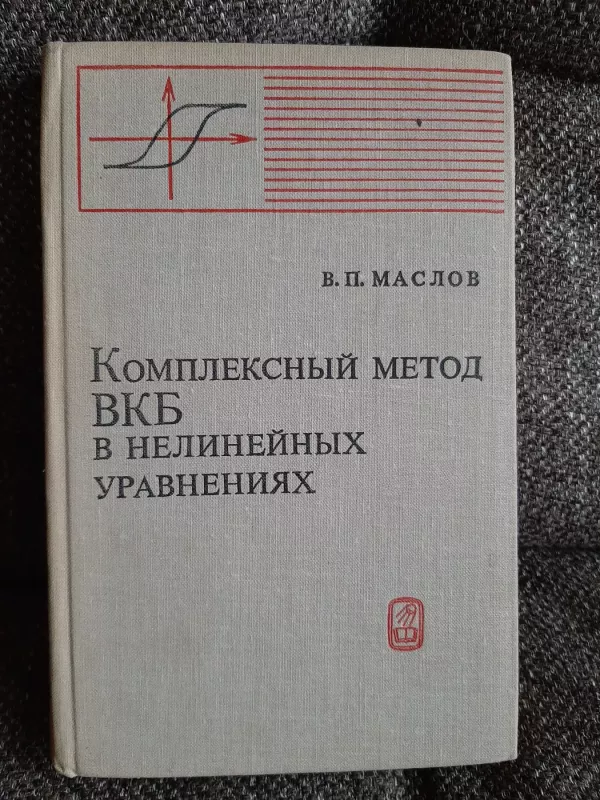 В. П. МАСЛОВ
КОМПЛЕКСНЫЙ МЕТОД
ВКБ
В НЕЛИНЕЙНЫХ
УРАВНЕНИЯХ